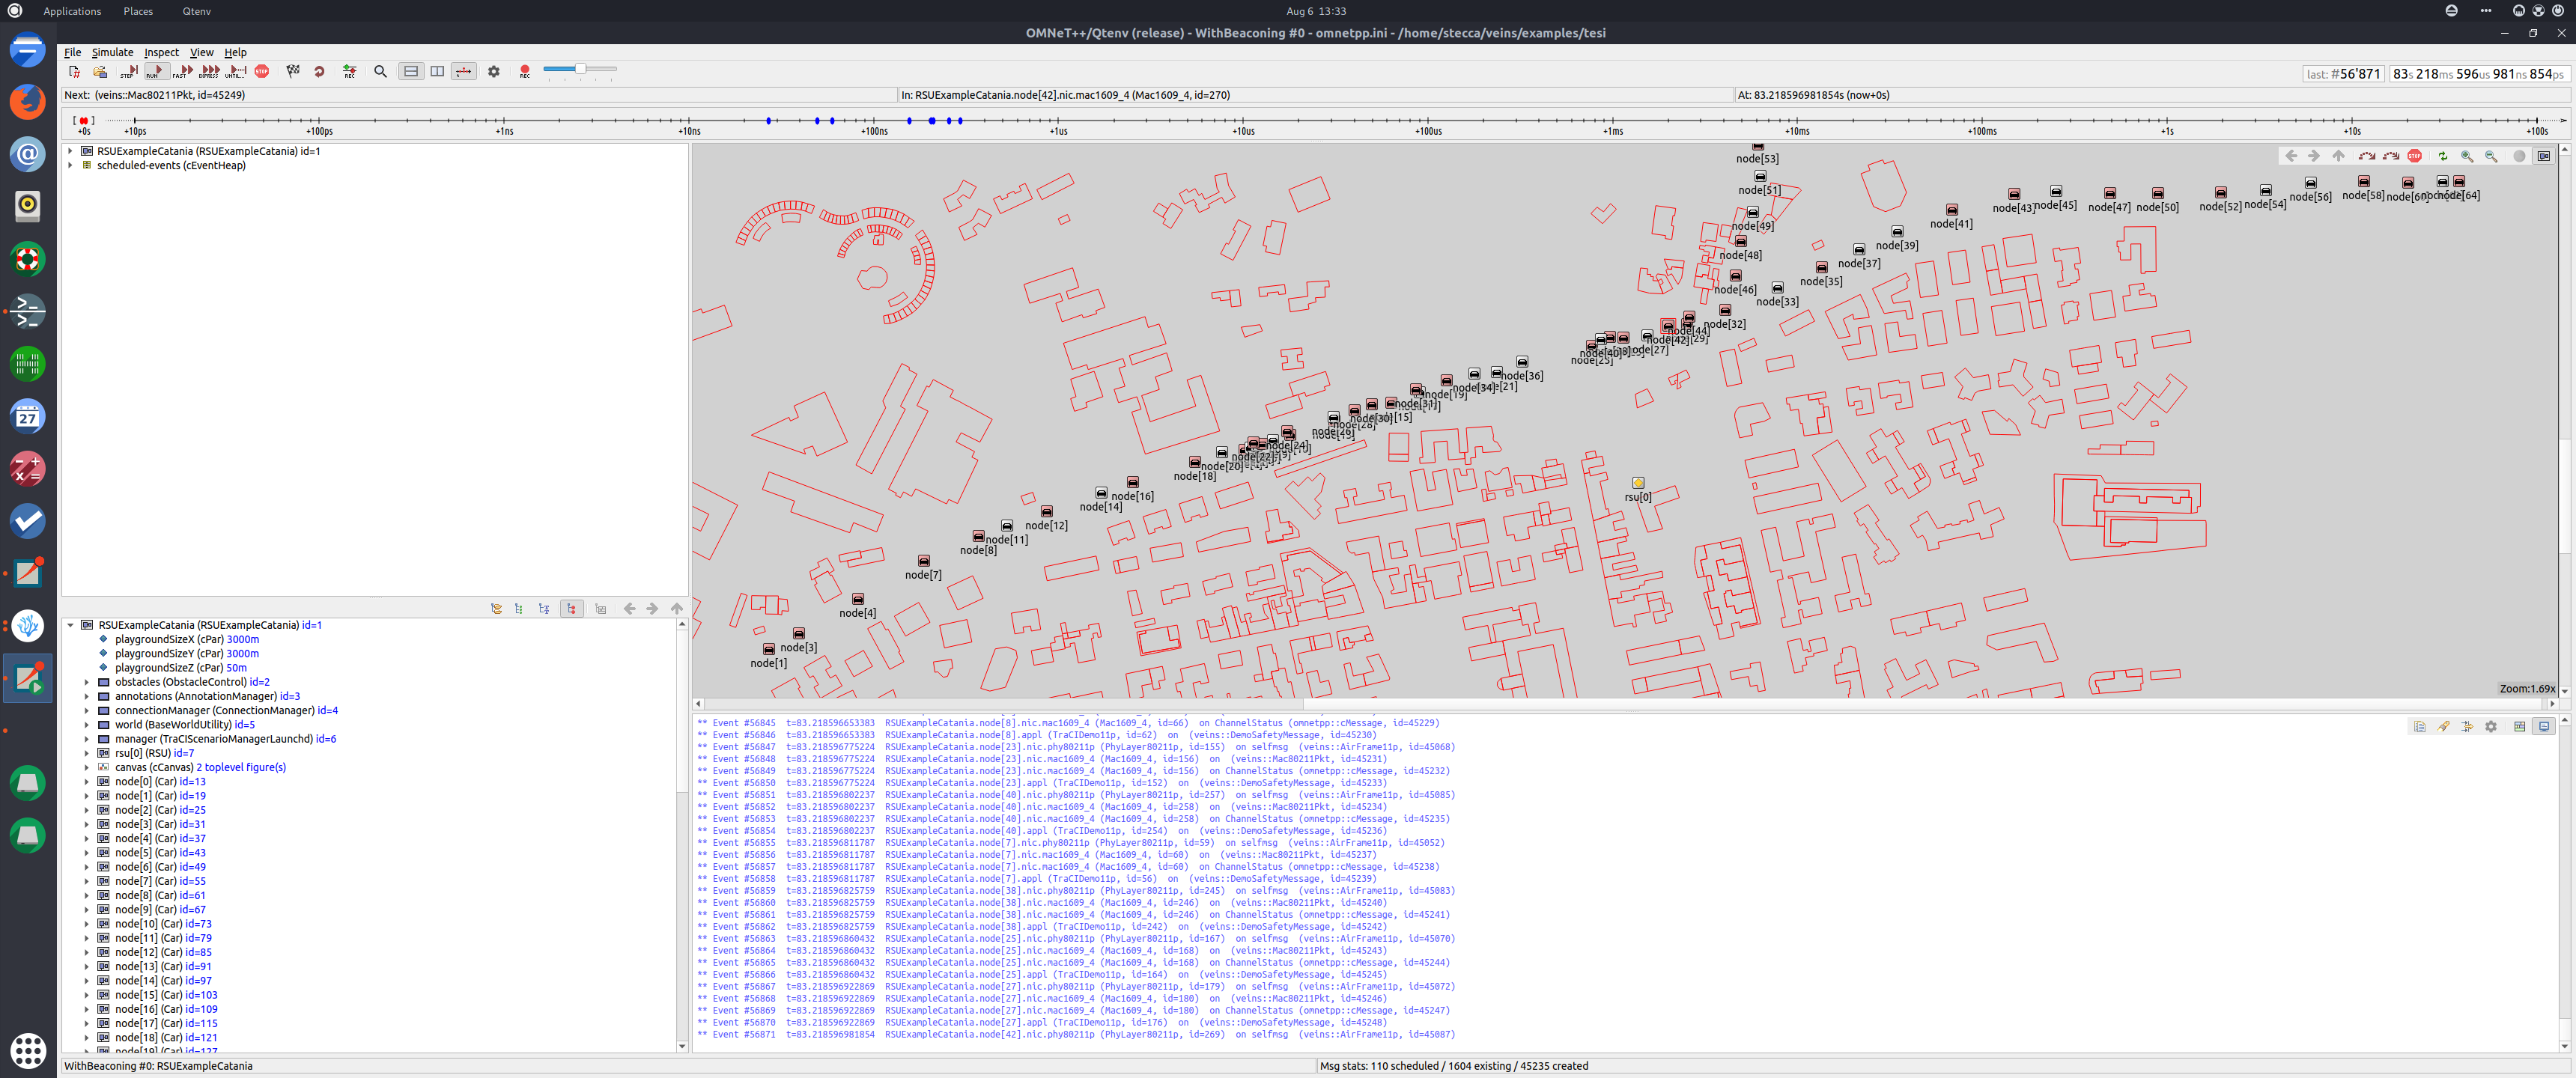 Applications Places Qtenv Aug 6 13:33
OMNeT++/Qtenv (release) - WithBeaconing #0 - omnetpp.ini - /home/stecca/veins/examples/tesi
File Simulate Inspect View Help
STEP RUN FAST EXPRESS UNTIL... STOP REC REC last: #56'871 83s 218ms 596us 981ns 854ps
Next: (veins::Mac80211Pkt, id=45249) In: RSUExampleCatania.node[42].nic.mac1609_4 (Mac1609_4, id=270) At: 83.218596981854s (now+0s)
+0s +10ps +100ps +1ns +10ns +100ns +1us +10us +100us +1ms +10ms +100ms +1s +10s +100s
RSUExampleCatania (RSUExampleCatania) id=1
scheduled-events (cEventHeap)
RSUExampleCatania (RSUExampleCatania) id=1
playgroundSizeX (cPar) 3000m
playgroundSizeY (cPar) 3000m
playgroundSizeZ (cPar) 50m
obstacles (ObstacleControl) id=2
annotations (AnnotationManager) id=3
connectionManager (ConnectionManager) id=4
world (BaseWorldUtility) id=5
manager (TraCIScenarioManagerLaunchd) id=6
rsu[0] (RSU) id=7
canvas (cCanvas) 2 toplevel figure(s)
node[0] (Car) id=13
node[1] (Car) id=19
node[2] (Car) id=25
node[3] (Car) id=31
node[4] (Car) id=37
node[5] (Car) id=43
node[6] (Car) id=49
node[7] (Car) id=55
node[8] (Car) id=61
node[9] (Car) id=67
node[10] (Car) id=73
node[11] (Car) id=79
node[12] (Car) id=85
node[13] (Car) id=91
node[14] (Car) id=97
node[15] (Car) id=103
node[16] (Car) id=109
node[17] (Car) id=115
node[18] (Car) id=121
node[19] (Car) id=127
node[53]
node[51]
node[49]
node[48]
node[46]
node[43]
node[45]
node[47]
node[50]
node[52]
node[54]
node[56]
node[58]
node[64]
node[41]
node[39]
node[37]
node[35]
node[33]
node[32]
node[44]
node[27]
node[25]
node[36]
node[18]
node[20]
node[16]
node[14]
node[12]
node[11]
node[8]
node[7]
node[4]
node[3]
node[1]
rsu[0]
Zoom:1.69x
** Event #56845 t=83.218596653383 RSUExampleCatania.node[8].nic.mac1609_4 (Mac1609_4, id=66) on ChannelStatus (omnetpp::cMessage, id=45229)
** Event #56846 t=83.218596653383 RSUExampleCatania.node[8].appl (TraCIDemo11p, id=62) on (veins::DemoSafetyMessage, id=45230)
** Event #56847 t=83.218596775224 RSUExampleCatania.node[23].nic.phy80211p (PhyLayer80211p, id=155) on selfmsg (veins::AirFrame11p, id=45068)
** Event #56848 t=83.218596775224 RSUExampleCatania.node[23].nic.mac1609_4 (Mac1609_4, id=156) on (veins::Mac80211Pkt, id=45231)
** Event #56849 t=83.218596775224 RSUExampleCatania.node[23].nic.mac1609_4 (Mac1609_4, id=156) on ChannelStatus (omnetpp::cMessage, id=45232)
** Event #56850 t=83.218596775224 RSUExampleCatania.node[23].appl (TraCIDemo11p, id=152) on (veins::DemoSafetyMessage, id=45233)
** Event #56851 t=83.218596802237 RSUExampleCatania.node[40].nic.phy80211p (PhyLayer80211p, id=257) on selfmsg (veins::AirFrame11p, id=45085)
** Event #56852 t=83.218596802237 RSUExampleCatania.node[40].nic.mac1609_4 (Mac1609_4, id=258) on (veins::Mac80211Pkt, id=45234)
** Event #56853 t=83.218596802237 RSUExampleCatania.node[40].nic.mac1609_4 (Mac1609_4, id=258) on ChannelStatus (omnetpp::cMessage, id=45235)
** Event #56854 t=83.218596802237 RSUExampleCatania.node[40].appl (TraCIDemo11p, id=254) on (veins::DemoSafetyMessage, id=45236)
** Event #56855 t=83.218596811787 RSUExampleCatania.node[7].nic.phy80211p (PhyLayer80211p, id=59) on selfmsg (veins::AirFrame11p, id=45052)
** Event #56856 t=83.218596811787 RSUExampleCatania.node[7].nic.mac1609_4 (Mac1609_4, id=60) on (veins::Mac80211Pkt, id=45237)
** Event #56857 t=83.218596811787 RSUExampleCatania.node[7].nic.mac1609_4 (Mac1609_4, id=60) on ChannelStatus (omnetpp::cMessage, id=45238)
** Event #56858 t=83.218596811787 RSUExampleCatania.node[7].appl (TraCIDemo11p, id=56) on (veins::DemoSafetyMessage, id=45239)
** Event #56859 t=83.218596825759 RSUExampleCatania.node[38].nic.phy80211p (PhyLayer80211p, id=245) on selfmsg (veins::AirFrame11p, id=45083)
** Event #56860 t=83.218596825759 RSUExampleCatania.node[38].nic.mac1609_4 (Mac1609_4, id=246) on (veins::Mac80211Pkt, id=45240)
** Event #56861 t=83.218596825759 RSUExampleCatania.node[38].nic.mac1609_4 (Mac1609_4, id=246) on ChannelStatus (omnetpp::cMessage, id=45241)
** Event #56862 t=83.218596825759 RSUExampleCatania.node[38].appl (TraCIDemo11p, id=242) on (veins::DemoSafetyMessage, id=45242)
** Event #56863 t=83.218596860432 RSUExampleCatania.node[25].nic.phy80211p (PhyLayer80211p, id=167) on selfmsg (veins::AirFrame11p, id=45070)
** Event #56864 t=83.218596860432 RSUExampleCatania.node[25].nic.mac1609_4 (Mac1609_4, id=168) on (veins::Mac80211Pkt, id=45243)
** Event #56865 t=83.218596860432 RSUExampleCatania.node[25].nic.mac1609_4 (Mac1609_4, id=168) on ChannelStatus (omnetpp::cMessage, id=45244)
** Event #56866 t=83.218596860432 RSUExampleCatania.node[25].appl (TraCIDemo11p, id=164) on (veins::DemoSafetyMessage, id=45245)
** Event #56867 t=83.218596922869 RSUExampleCatania.node[27].nic.phy80211p (PhyLayer80211p, id=179) on selfmsg (veins::AirFrame11p, id=45072)
** Event #56868 t=83.218596922869 RSUExampleCatania.node[27].nic.mac1609_4 (Mac1609_4, id=180) on (veins::Mac80211Pkt, id=45246)
** Event #56869 t=83.218596922869 RSUExampleCatania.node[27].nic.mac1609_4 (Mac1609_4, id=180) on ChannelStatus (omnetpp::cMessage, id=45247)
** Event #56870 t=83.218596922869 RSUExampleCatania.node[27].appl (TraCIDemo11p, id=176) on (veins::DemoSafetyMessage, id=45248)
** Event #56871 t=83.218596981854 RSUExampleCatania.node[42].nic.phy80211p (PhyLayer80211p, id=269) on selfmsg (veins::AirFrame11p, id=45087)
WithBeaconing #0: RSUExampleCatania Msg stats: 110 scheduled / 1604 existing / 45235 created